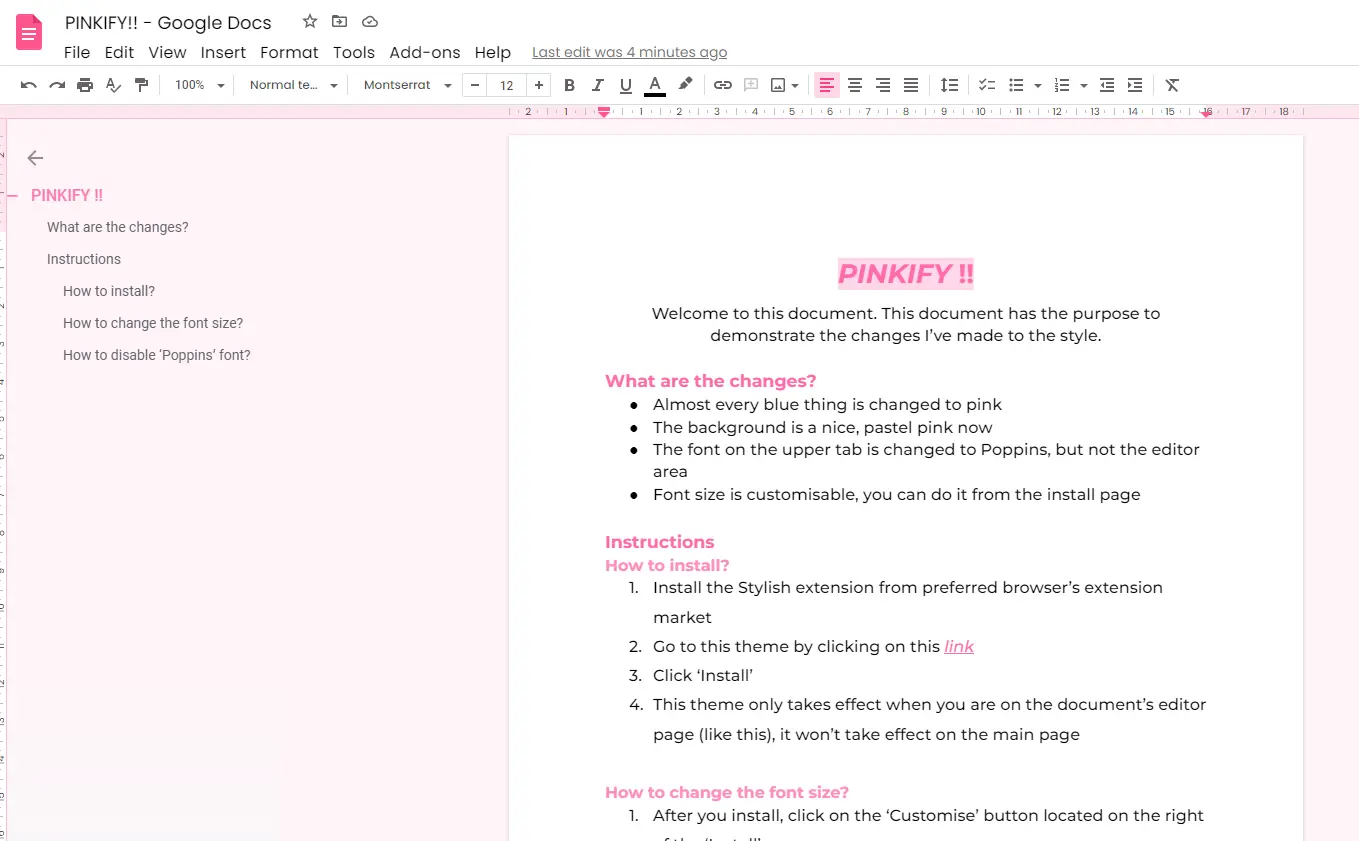 PINKIFY!! - Google Docs
File Edit View Insert Format Tools Add-ons Help Last edit was 4 minutes ago
100% Normal te... Montserrat 12 B I U A
2 1 1 2 3 4 5 6 7 8 9 10 11 12 13 14 15 16 17 18
PINKIFY !!
What are the changes?
Instructions
How to install?
How to change the font size?
How to disable ‘Poppins’ font?
PINKIFY !!
Welcome to this document. This document has the purpose to
demonstrate the changes I’ve made to the style.
What are the changes?
● Almost every blue thing is changed to pink
● The background is a nice, pastel pink now
● The font on the upper tab is changed to Poppins, but not the editor
area
● Font size is customisable, you can do it from the install page
Instructions
How to install?
1. Install the Stylish extension from preferred browser’s extension
market
2. Go to this theme by clicking on this link
3. Click ‘Install’
4. This theme only takes effect when you are on the document’s editor
page (like this), it won’t take effect on the main page
How to change the font size?
1. After you install, click on the ‘Customise’ button located on the right